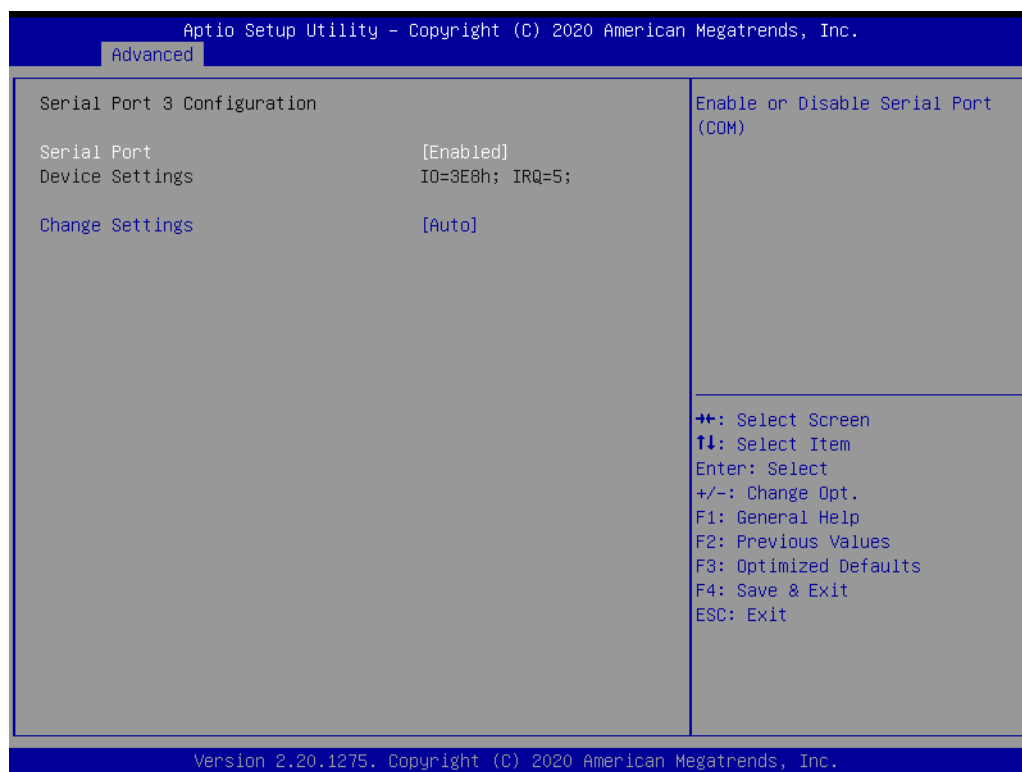 Aptio Setup Utility – Copyright (C) 2020 American Megatrends, Inc.
Advanced
Serial Port 3 Configuration
Serial Port [Enabled]
Device Settings IO=3E8h; IRQ=5;
Change Settings [Auto]
Enable or Disable Serial Port
(COM)
→←: Select Screen
↑↓: Select Item
Enter: Select
+/-: Change Opt.
F1: General Help
F2: Previous Values
F3: Optimized Defaults
F4: Save & Exit
ESC: Exit
Version 2.20.1275. Copyright (C) 2020 American Megatrends, Inc.